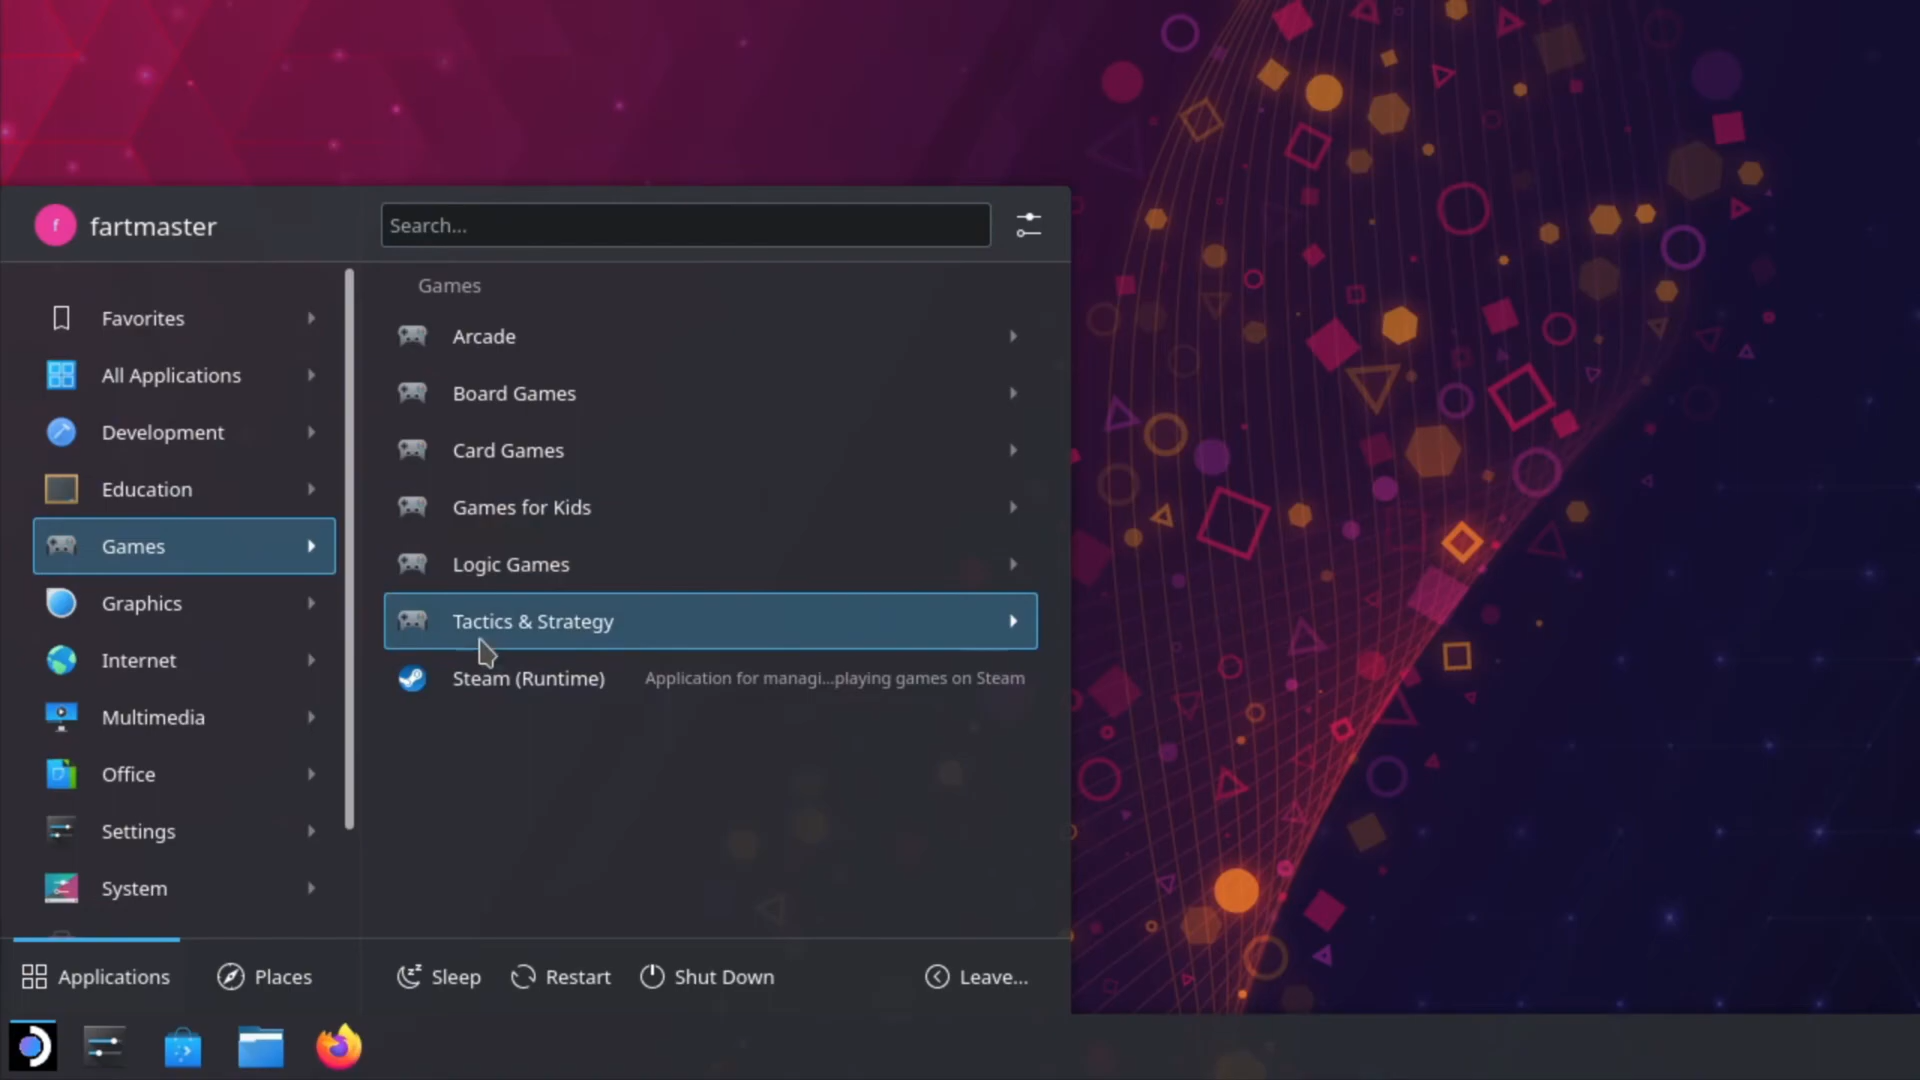 f
fartmaster
Search...
Favorites
All Applications
Development
Education
Games
Graphics
Internet
Multimedia
Office
Settings
System
Games
Arcade
Board Games
Card Games
Games for Kids
Logic Games
Tactics & Strategy
Steam (Runtime) Application for managi...playing games on Steam
Applications Places Sleep Restart Shut Down Leave...